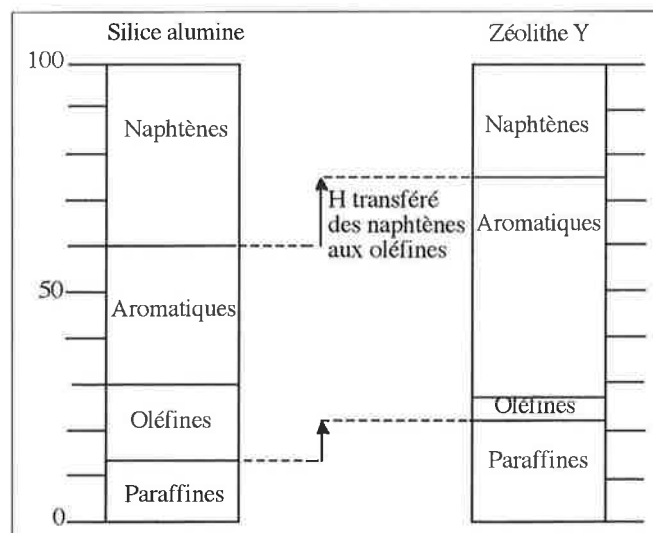 Silice alumine
Zéolithe Y
100
50
0
Naphtènes
Aromatiques
Oléfines
Paraffines
H transféré
des naphtènes
aux oléfines
Naphtènes
Aromatiques
Oléfines
Paraffines